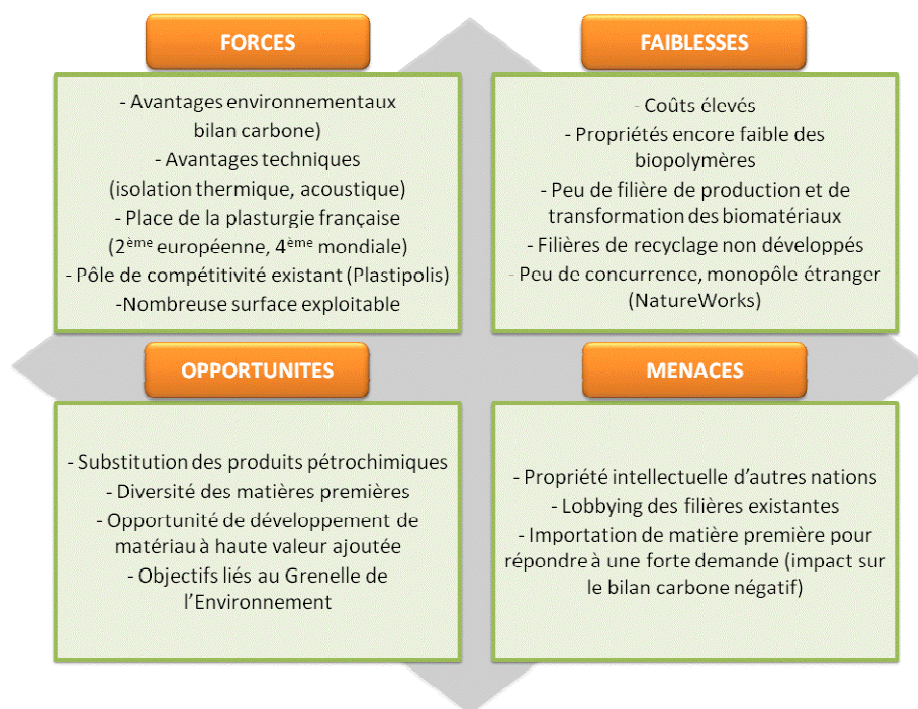 FORCES
- Avantages environnementaux
bilan carbone)
- Avantages techniques
(isolation thermique, acoustique)
- Place de la plasturgie française
(2ème européenne, 4ème mondiale)
- Pôle de compétitivité existant (Plastipolis)
-Nombreuse surface exploitable
FAIBLESSES
- Coûts élevés
- Propriétés encore faible des
biopolymères
- Peu de filière de production et de
transformation des biomatériaux
- Filières de recyclage non développés
- Peu de concurrence, monopôle étranger
(NatureWorks)
OPPORTUNITES
- Substitution des produits pétrochimiques
- Diversité des matières premières
- Opportunité de développement de
matériau à haute valeur ajoutée
- Objectifs liés au Grenelle de
l'Environnement
MENACES
- Propriété intellectuelle d'autres nations
- Lobbying des filières existantes
- Importation de matière première pour
répondre à une forte demande (impact sur
le bilan carbone négatif)